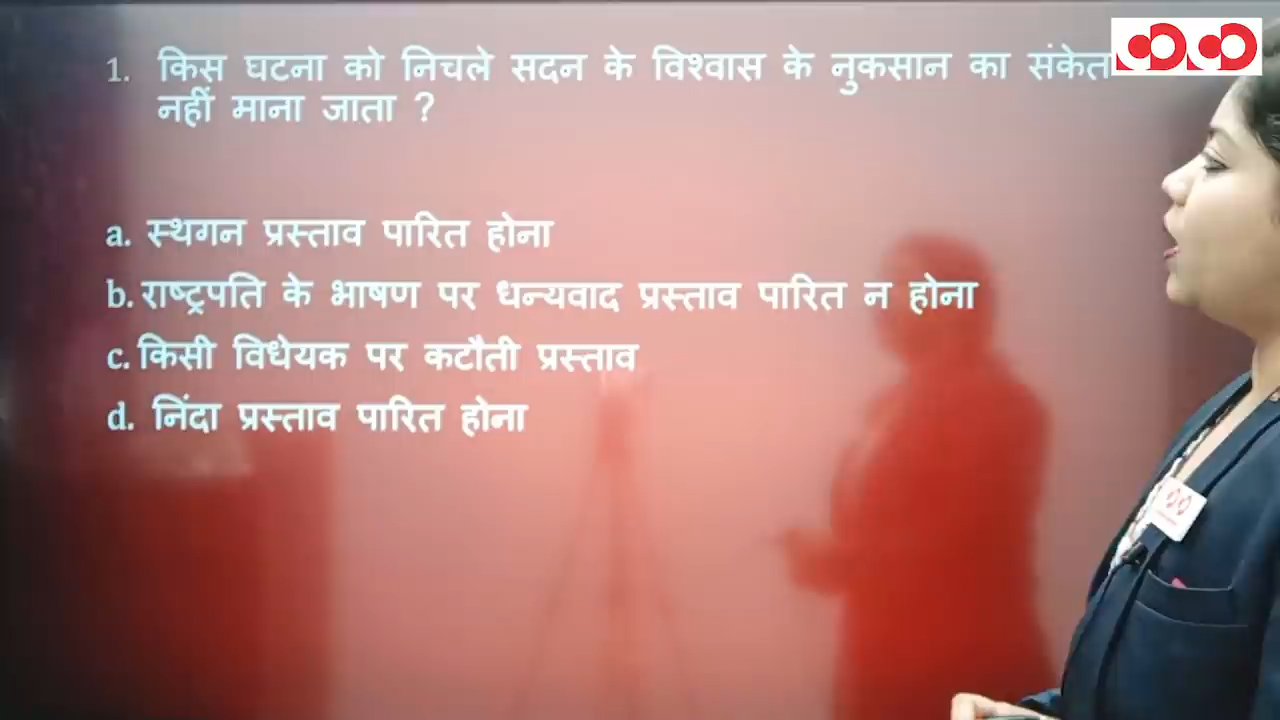 1. किस घटना को निचले सदन के विश्वास के नुकसान का संकेत
नहीं माना जाता ?
a. स्थगन प्रस्ताव पारित होना
b. राष्ट्रपति के भाषण पर धन्यवाद प्रस्ताव पारित न होना
c. किसी विधेयक पर कटौती प्रस्ताव
d. निंदा प्रस्ताव पारित होना